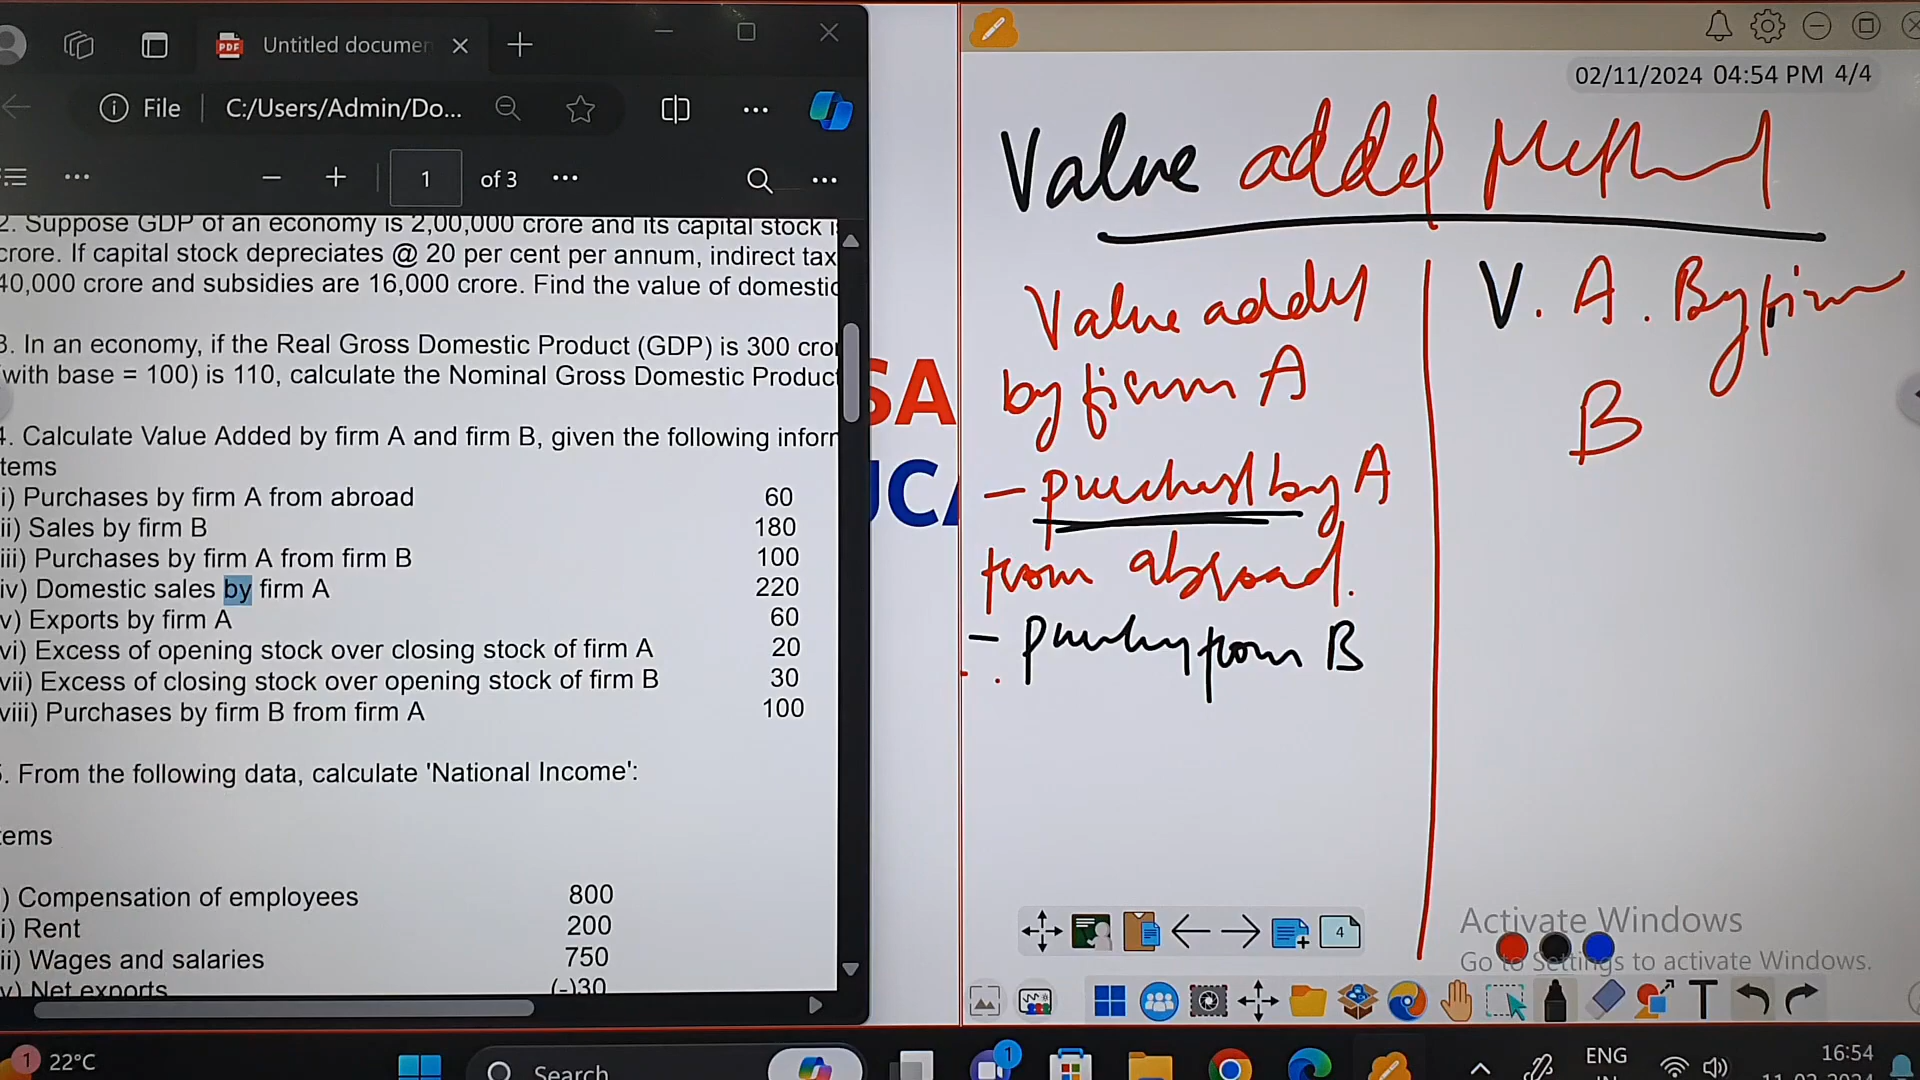 Untitled documen
File
C:/Users/Admin/Do...
1
of 3
2. Suppose GDP of an economy is 2,00,000 crore and its capital stock i
crore. If capital stock depreciates @ 20 per cent per annum, indirect tax
40,000 crore and subsidies are 16,000 crore. Find the value of domestic
3. In an economy, if the Real Gross Domestic Product (GDP) is 300 cro
(with base = 100) is 110, calculate the Nominal Gross Domestic Product
4. Calculate Value Added by firm A and firm B, given the following inforr
tems
i) Purchases by firm A from abroad 60
ii) Sales by firm B 180
iii) Purchases by firm A from firm B 100
iv) Domestic sales by firm A 220
v) Exports by firm A 60
vi) Excess of opening stock over closing stock of firm A 20
vii) Excess of closing stock over opening stock of firm B 30
viii) Purchases by firm B from firm A 100
5. From the following data, calculate 'National Income':
tems
) Compensation of employees 800
i) Rent 200
ii) Wages and salaries 750
v) Net exports (-)30
SA
UCA
02/11/2024 04:54 PM 4/4
Value added Method
Value added
by firm A
- purchased by A
from abroad.
- from B
V. A. By firm
B
4
Activate Windows
Go to Settings to activate Windows.
1
22°C
Search
1
ENG
IN
16:54